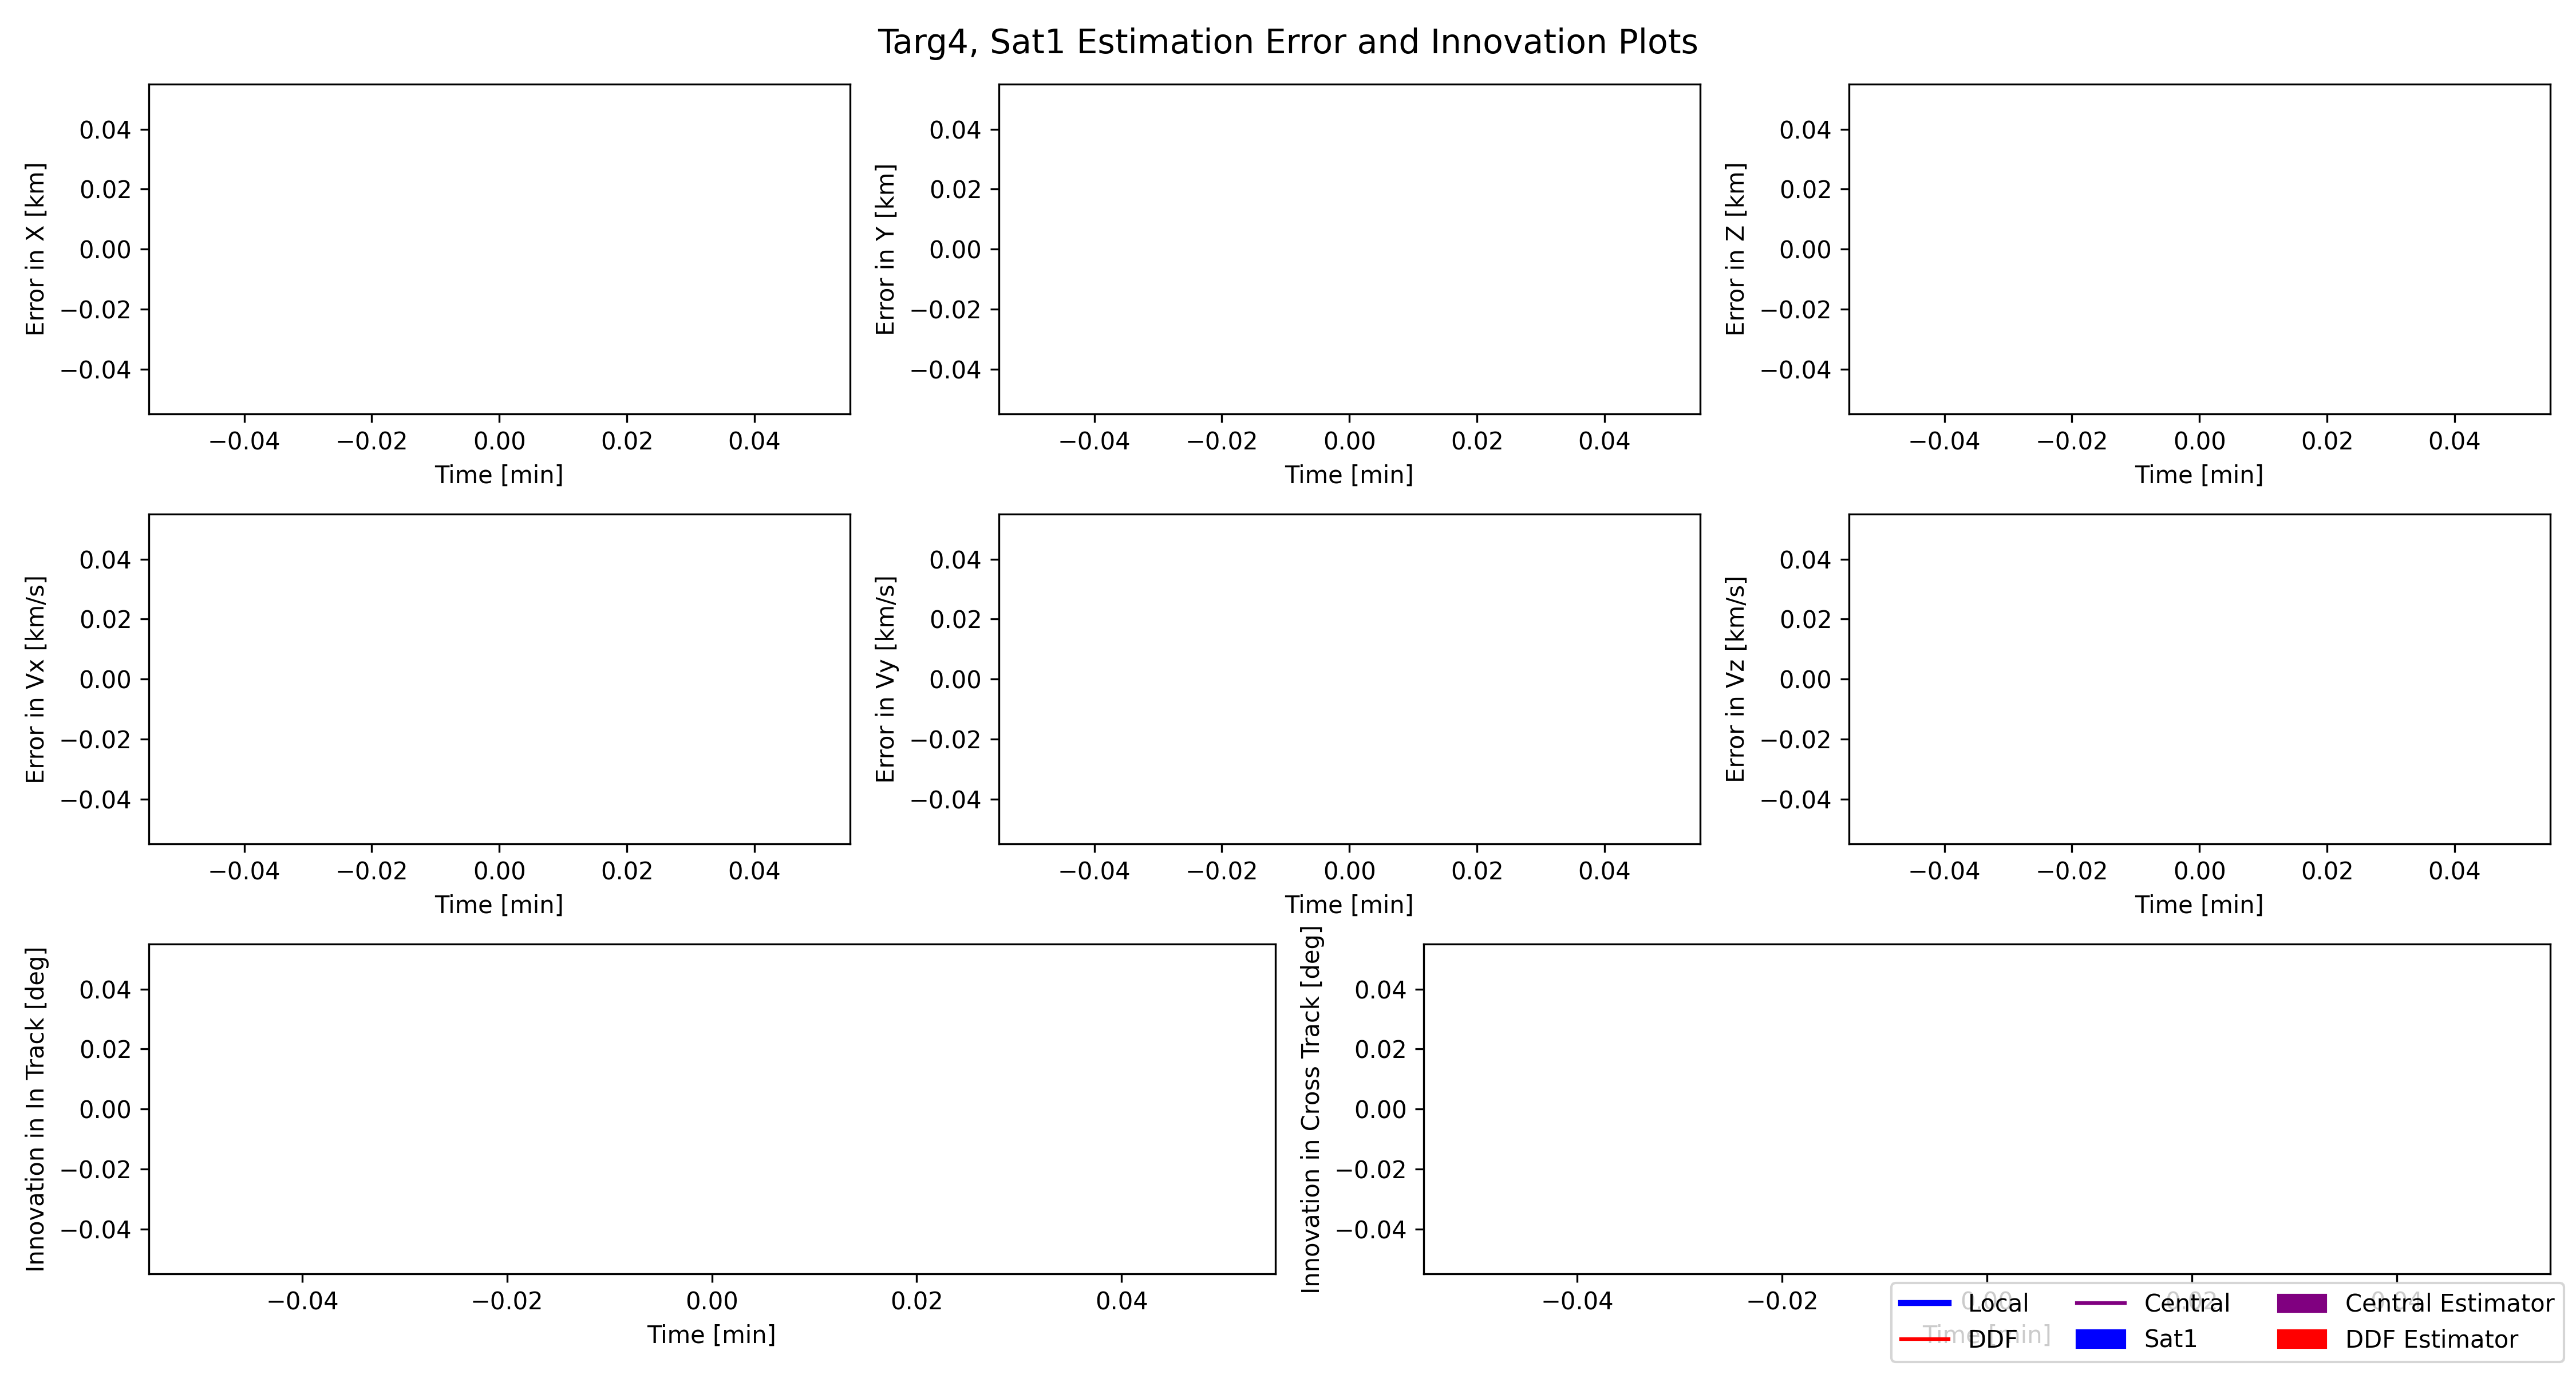 Targ4, Sat1 Estimation Error and Innovation Plots
Error in X [km]
0.04
0.02
0.00
−0.02
−0.04
−0.04 −0.02 0.00 0.02 0.04
Time [min]
Error in Y [km]
0.04
0.02
0.00
−0.02
−0.04
−0.04 −0.02 0.00 0.02 0.04
Time [min]
Error in Z [km]
0.04
0.02
0.00
−0.02
−0.04
−0.04 −0.02 0.00 0.02 0.04
Time [min]
Error in Vx [km/s]
0.04
0.02
0.00
−0.02
−0.04
−0.04 −0.02 0.00 0.02 0.04
Time [min]
Error in Vy [km/s]
0.04
0.02
0.00
−0.02
−0.04
−0.04 −0.02 0.00 0.02 0.04
Time [min]
Error in Vz [km/s]
0.04
0.02
0.00
−0.02
−0.04
−0.04 −0.02 0.00 0.02 0.04
Time [min]
Innovation in In Track [deg]
0.04
0.02
0.00
−0.02
−0.04
−0.04 −0.02 0.00 0.02 0.04
Time [min]
Innovation in Cross Track [deg]
0.04
0.02
0.00
−0.02
−0.04
−0.04 −0.02 0.00 0.02 0.04
Time [min]
Local Central Central Estimator
DDF Sat1 DDF Estimator